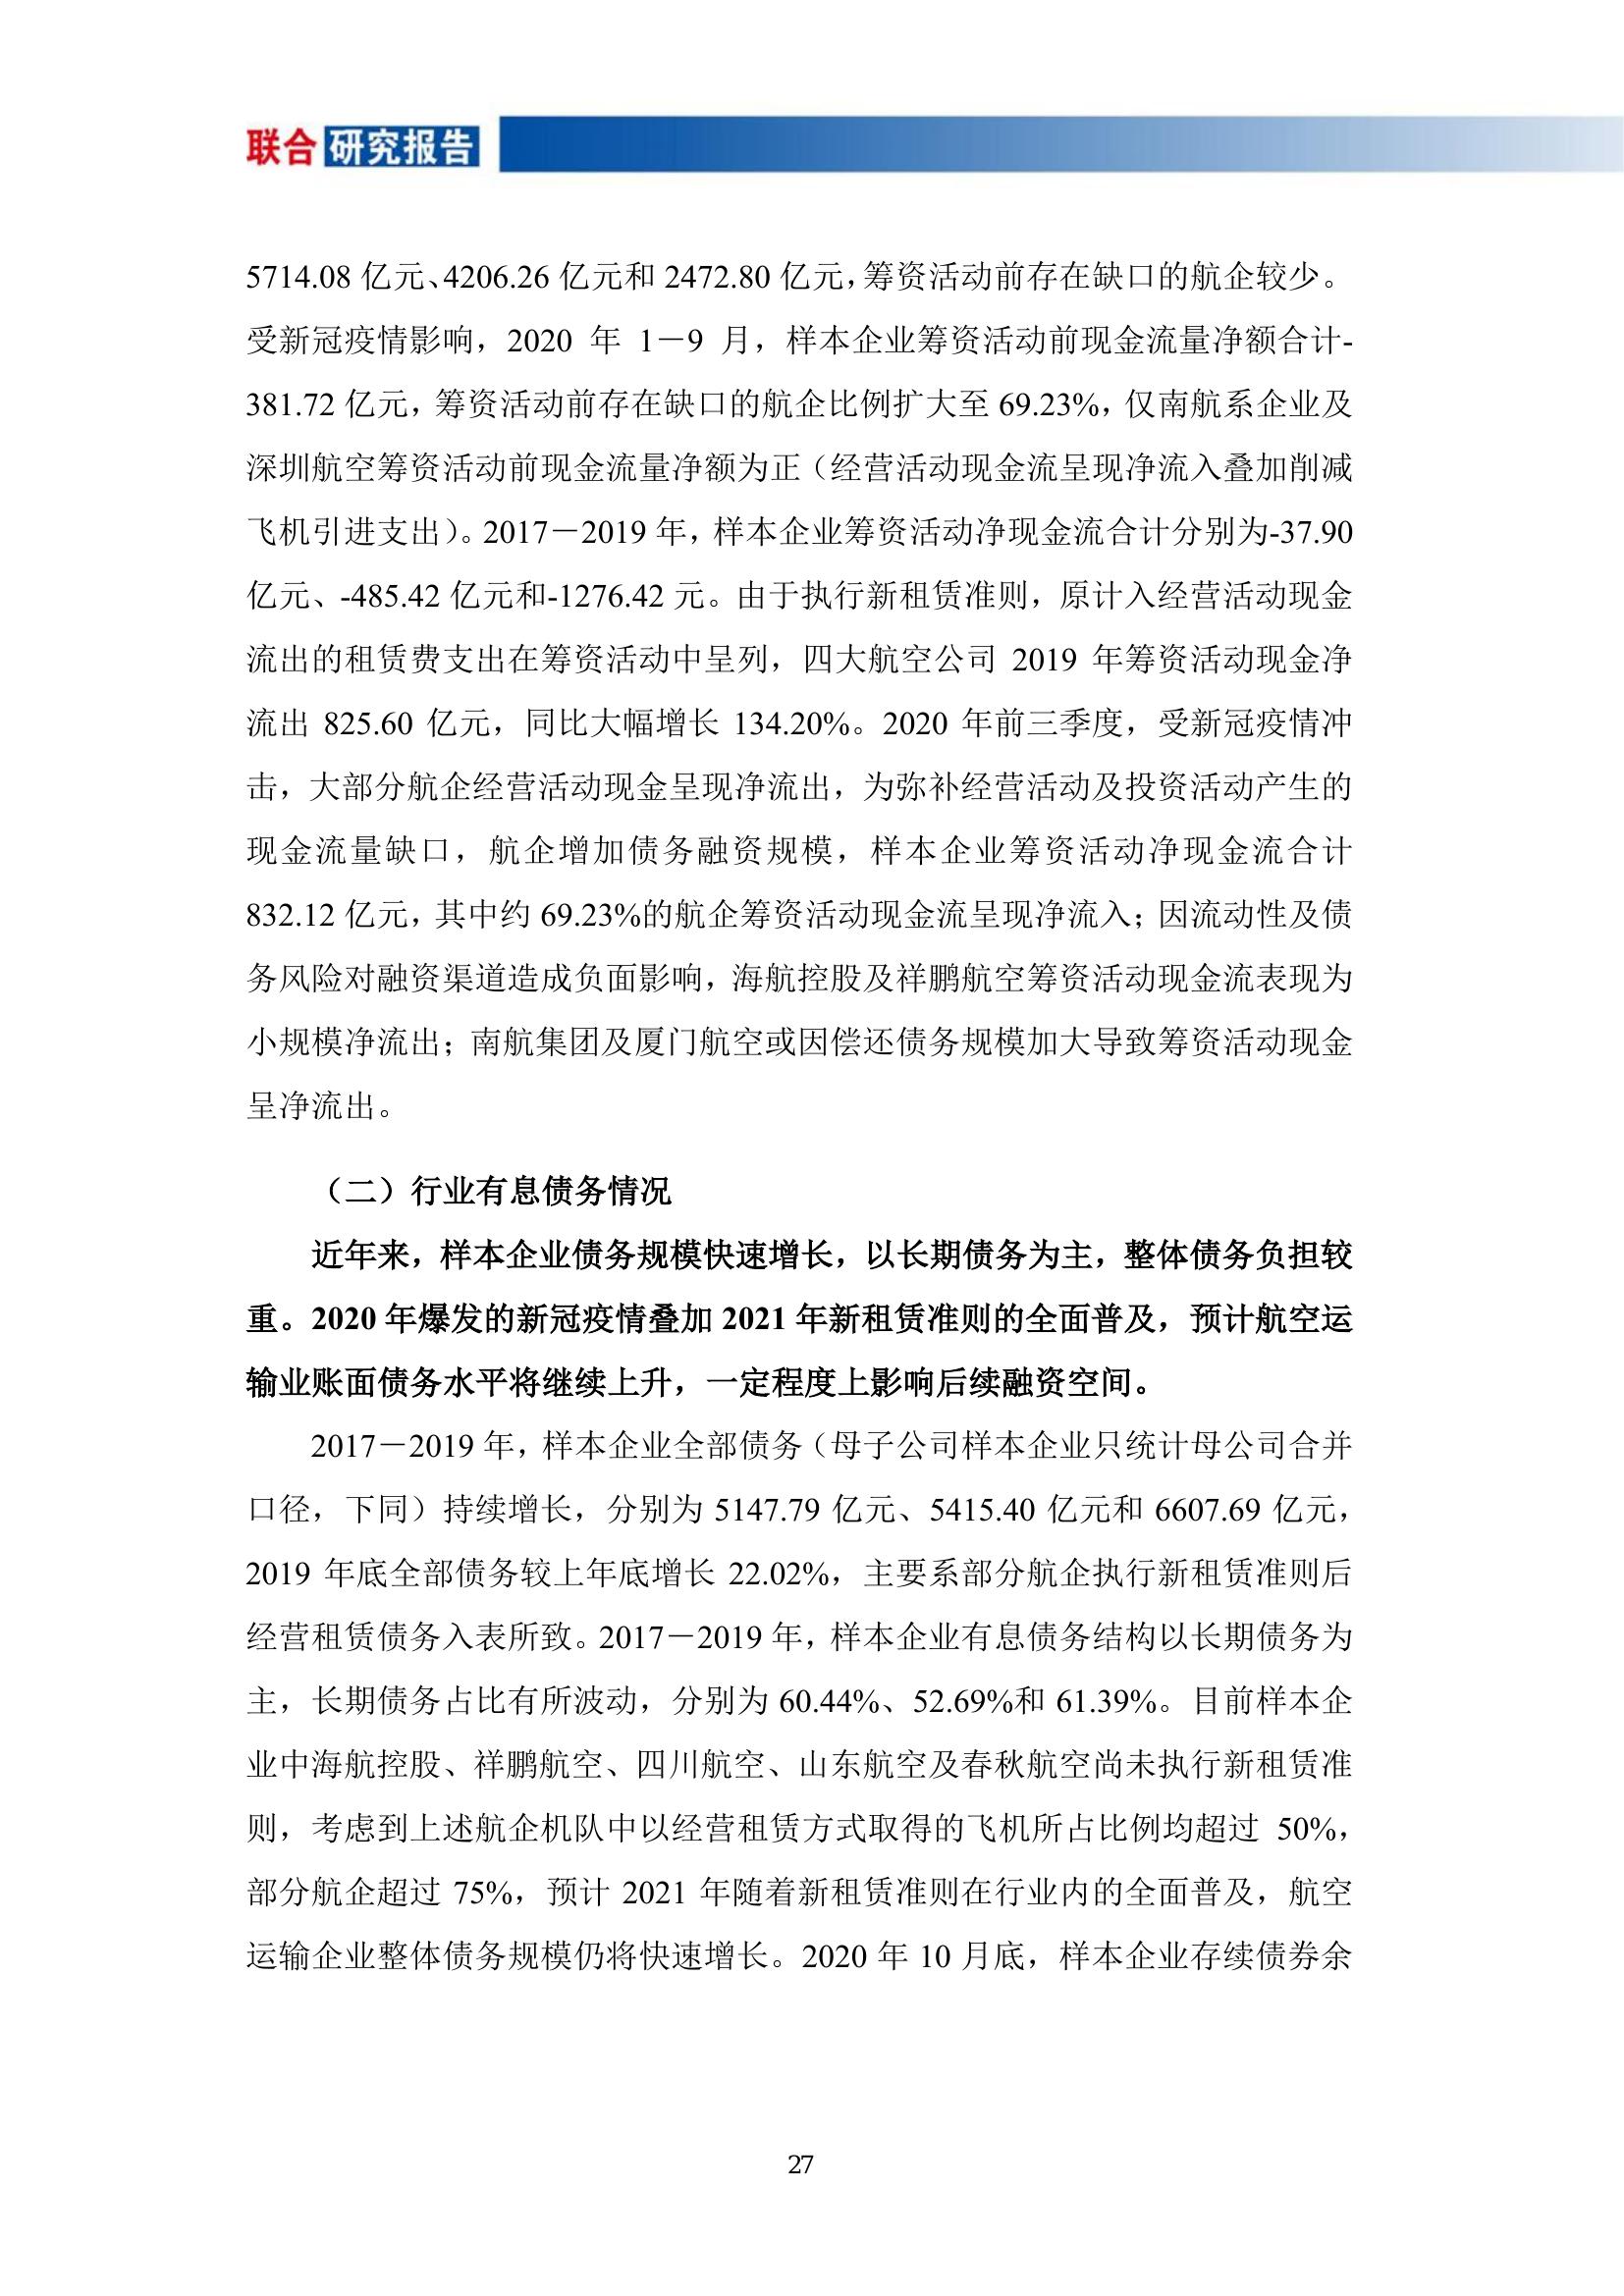 联合研究报告
5714.08 亿元、4206.26 亿元和 2472.80 亿元，筹资活动前存在缺口的航企较少。
受新冠疫情影响，2020 年 1－9 月，样本企业筹资活动前现金流量净额合计-
381.72 亿元，筹资活动前存在缺口的航企比例扩大至 69.23%，仅南航系企业及
深圳航空筹资活动前现金流量净额为正（经营活动现金流呈现净流入叠加削减
飞机引进支出）。2017－2019 年，样本企业筹资活动净现金流合计分别为-37.90
亿元、-485.42 亿元和-1276.42 元。由于执行新租赁准则，原计入经营活动现金
流出的租赁费支出在筹资活动中呈列，四大航空公司 2019 年筹资活动现金净
流出 825.60 亿元，同比大幅增长 134.20%。2020 年前三季度，受新冠疫情冲
击，大部分航企经营活动现金呈现净流出，为弥补经营活动及投资活动产生的
现金流量缺口，航企增加债务融资规模，样本企业筹资活动净现金流合计
832.12 亿元，其中约 69.23%的航企筹资活动现金流呈现净流入；因流动性及债
务风险对融资渠道造成负面影响，海航控股及祥鹏航空筹资活动现金流表现为
小规模净流出；南航集团及厦门航空或因偿还债务规模加大导致筹资活动现金
呈净流出。
（二）行业有息债务情况
近年来，样本企业债务规模快速增长，以长期债务为主，整体债务负担较
重。2020 年爆发的新冠疫情叠加 2021 年新租赁准则的全面普及，预计航空运
输业账面债务水平将继续上升，一定程度上影响后续融资空间。
2017－2019 年，样本企业全部债务（母子公司样本企业只统计母公司合并
口径，下同）持续增长，分别为 5147.79 亿元、5415.40 亿元和 6607.69 亿元，
2019 年底全部债务较上年底增长 22.02%，主要系部分航企执行新租赁准则后
经营租赁债务入表所致。2017－2019 年，样本企业有息债务结构以长期债务为
主，长期债务占比有所波动，分别为 60.44%、52.69%和 61.39%。目前样本企
业中海航控股、祥鹏航空、四川航空、山东航空及春秋航空尚未执行新租赁准
则，考虑到上述航企机队中以经营租赁方式取得的飞机所占比例均超过 50%，
部分航企超过 75%，预计 2021 年随着新租赁准则在行业内的全面普及，航空
运输企业整体债务规模仍将快速增长。2020 年 10 月底，样本企业存续债券余
27